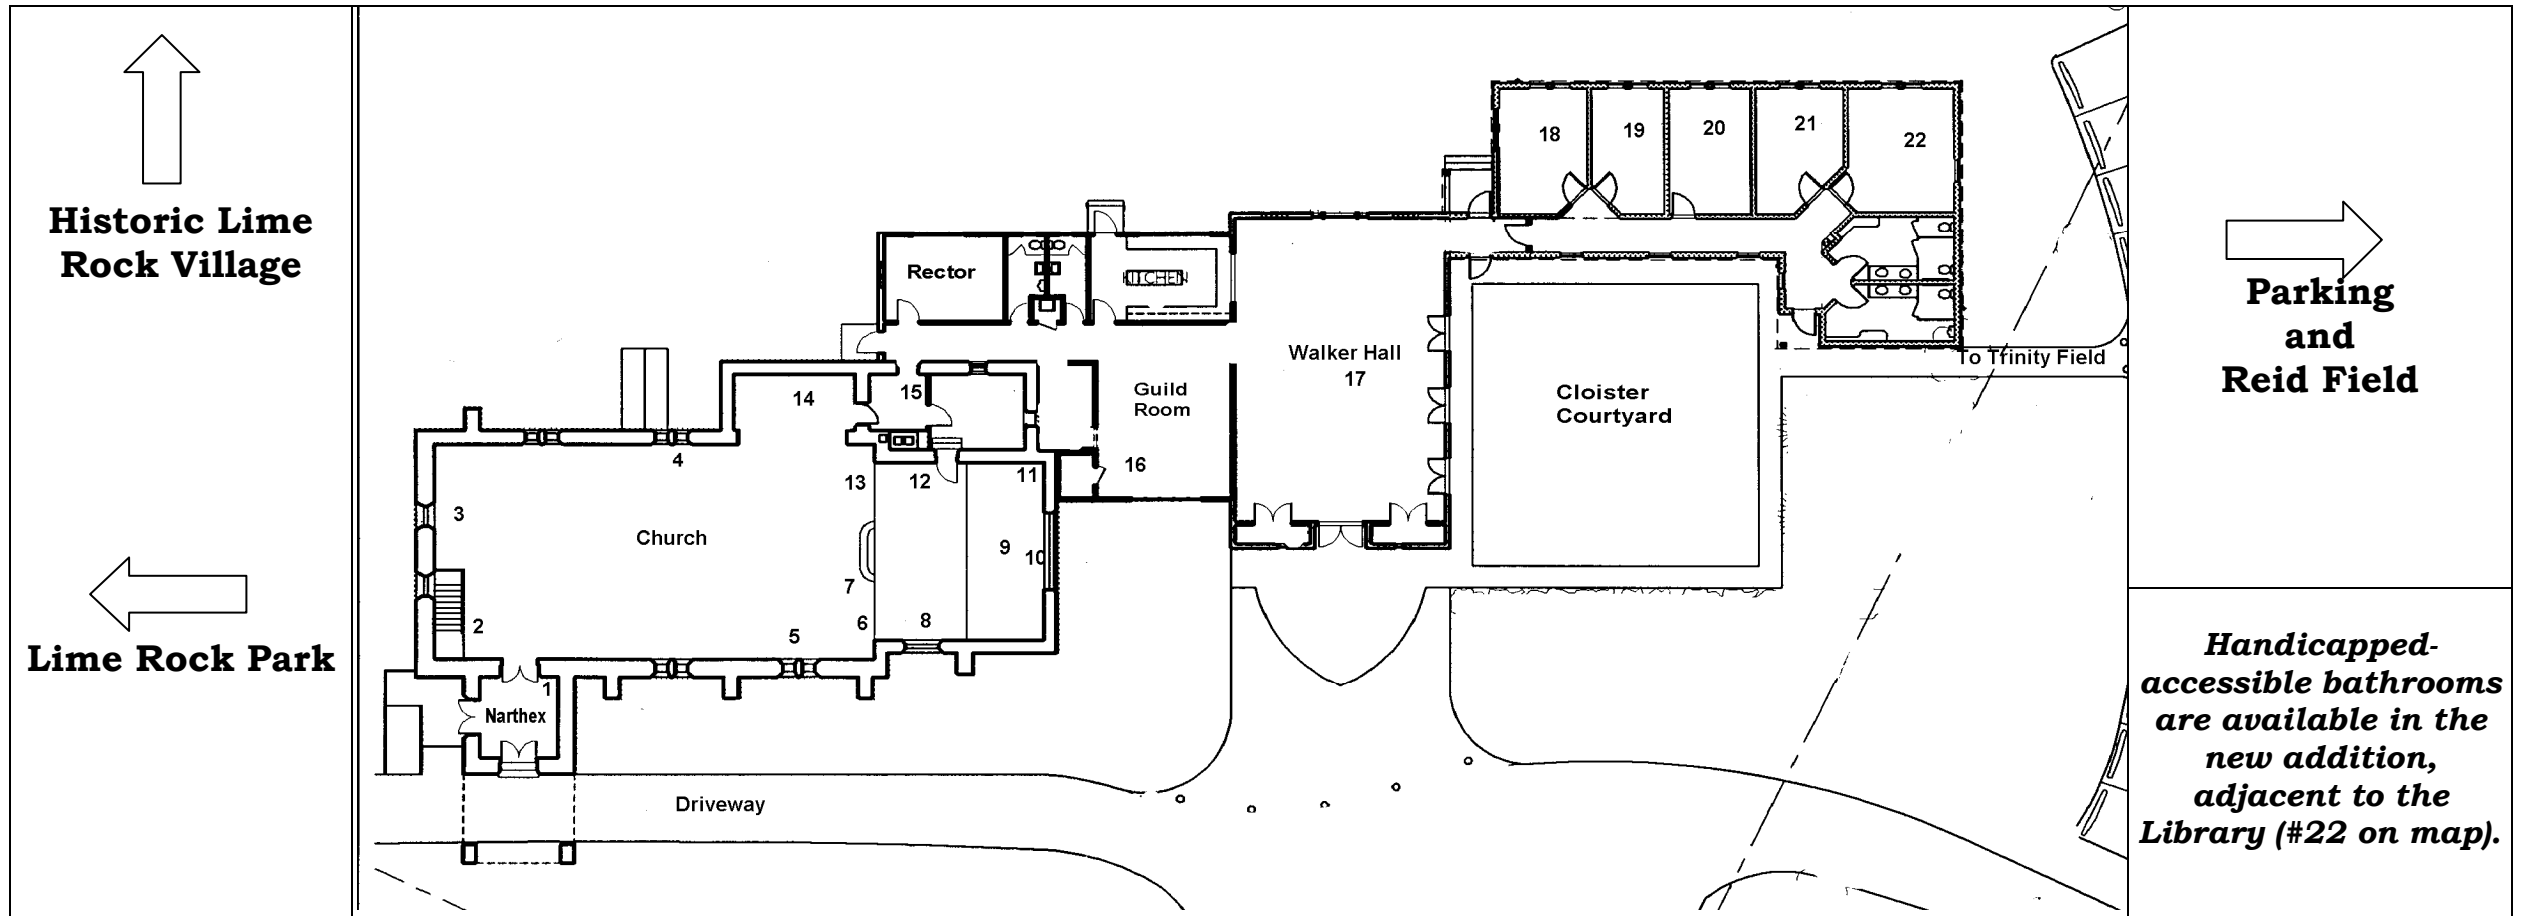 Historic Lime
Rock Village
Lime Rock Park
18
19
20
21
22
Rector
KITCHEN
Walker Hall
17
Guild
Room
Cloister
Courtyard
To Trinity Field
14
15
16
4
13
12
11
3
Church
9
10
7
2
5
6
8
1
Narthex
Driveway
Parking
and
Reid Field
Handicapped-
accessible bathrooms
are available in the
new addition,
adjacent to the
Library (#22 on map).